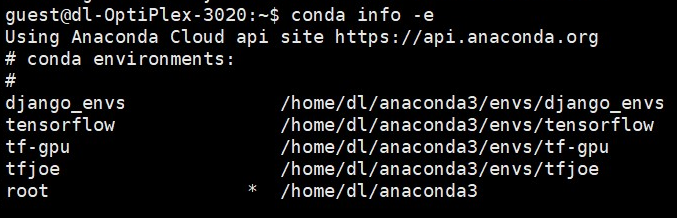 guest@dl-OptiPlex-3020:~$ conda info -e
Using Anaconda Cloud api site https://api.anaconda.org
# conda environments:
#
django_envs              /home/dl/anaconda3/envs/django_envs
tensorflow               /home/dl/anaconda3/envs/tensorflow
tf-gpu                   /home/dl/anaconda3/envs/tf-gpu
tfjoe                    /home/dl/anaconda3/envs/tfjoe
root                  *  /home/dl/anaconda3